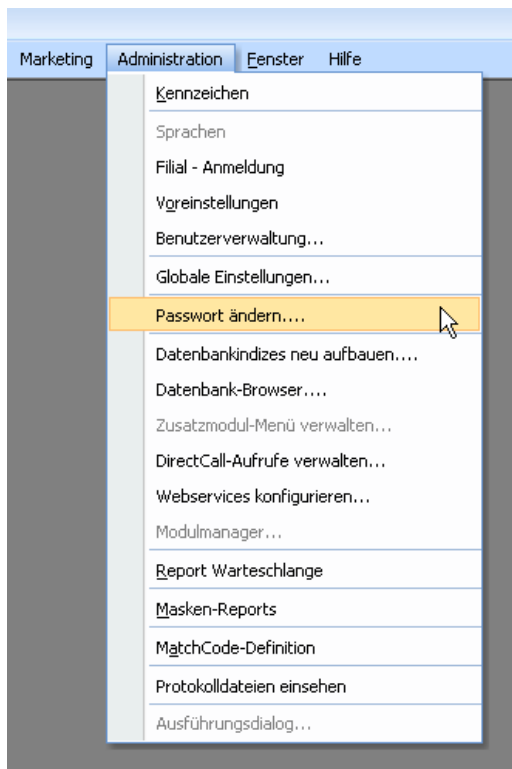 Marketing Administration Fenster Hilfe
Kennzeichen
Sprachen
Filial - Anmeldung
Voreinstellungen
Benutzerverwaltung...
Globale Einstellungen...
Passwort ändern....
Datenbankindizes neu aufbauen....
Datenbank-Browser....
Zusatzmodul-Menü verwalten...
DirectCall-Aufrufe verwalten...
Webservices konfigurieren...
Modulmanager...
Report Warteschlange
Masken-Reports
MatchCode-Definition
Protokolldateien einsehen
Ausführungsdialog...